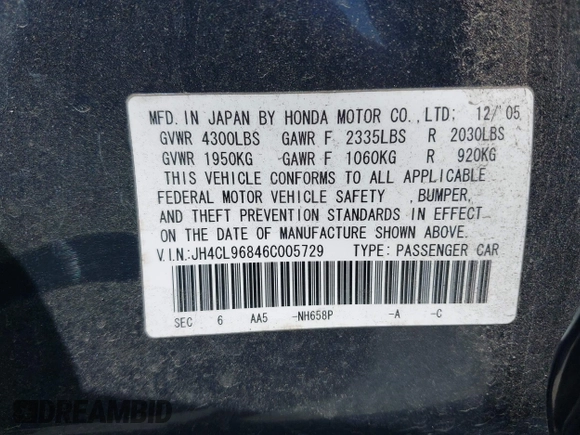 MFD. IN JAPAN BY HONDA MOTOR CO., LTD; 12/'05
GVWR 4300LBS GAWR F 2335LBS R 2030LBS
GVWR 1950KG GAWR F 1060KG R 920KG
THIS VEHICLE CONFORMS TO ALL APPLICABLE
FEDERAL MOTOR VEHICLE SAFETY ,BUMPER,
AND THEFT PREVENTION STANDARDS IN EFFECT
ON THE DATE OF MANUFACTURE SHOWN ABOVE.
V.I.N.:JH4CL96846C005729 TYPE: PASSENGER CAR
SEC 6 AA5 -NH658P -A -C
DREAMBID